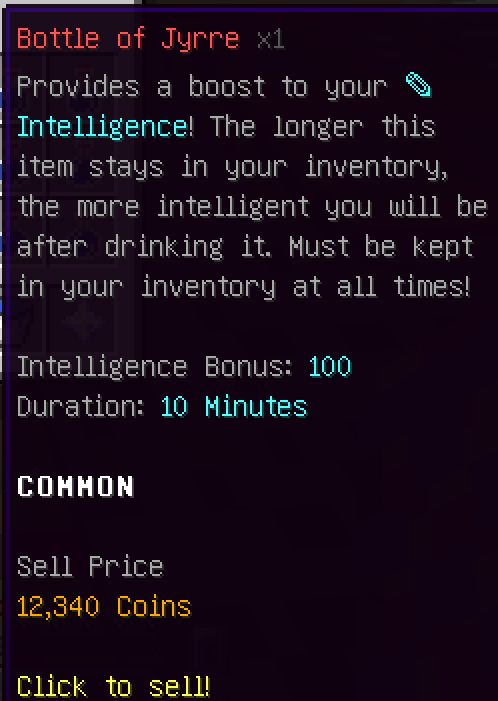 Bottle of Jyrre x1
Provides a boost to your ✎
Intelligence! The longer this
item stays in your inventory,
the more intelligent you will be
after drinking it. Must be kept
in your inventory at all times!
Intelligence Bonus: 100
Duration: 10 Minutes
COMMON
Sell Price
12,340 Coins
Click to sell!